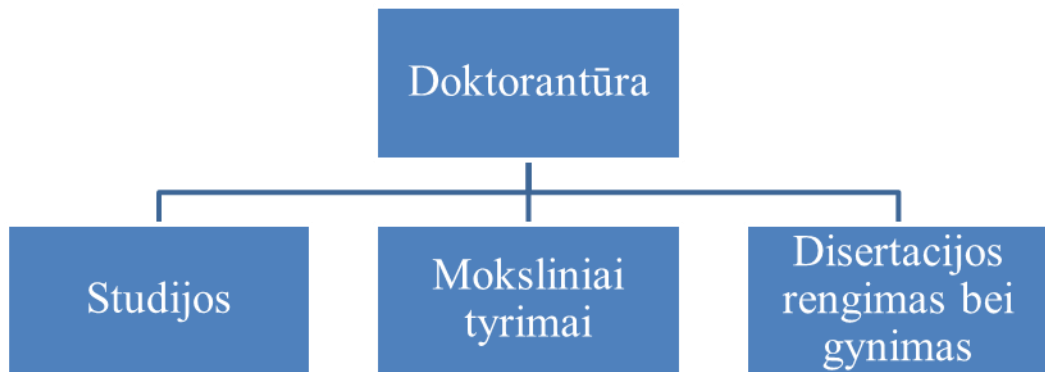 Doktorantūra
Studijos
Moksliniai
tyrimai
Disertacijos
rengimas bei
gynimas